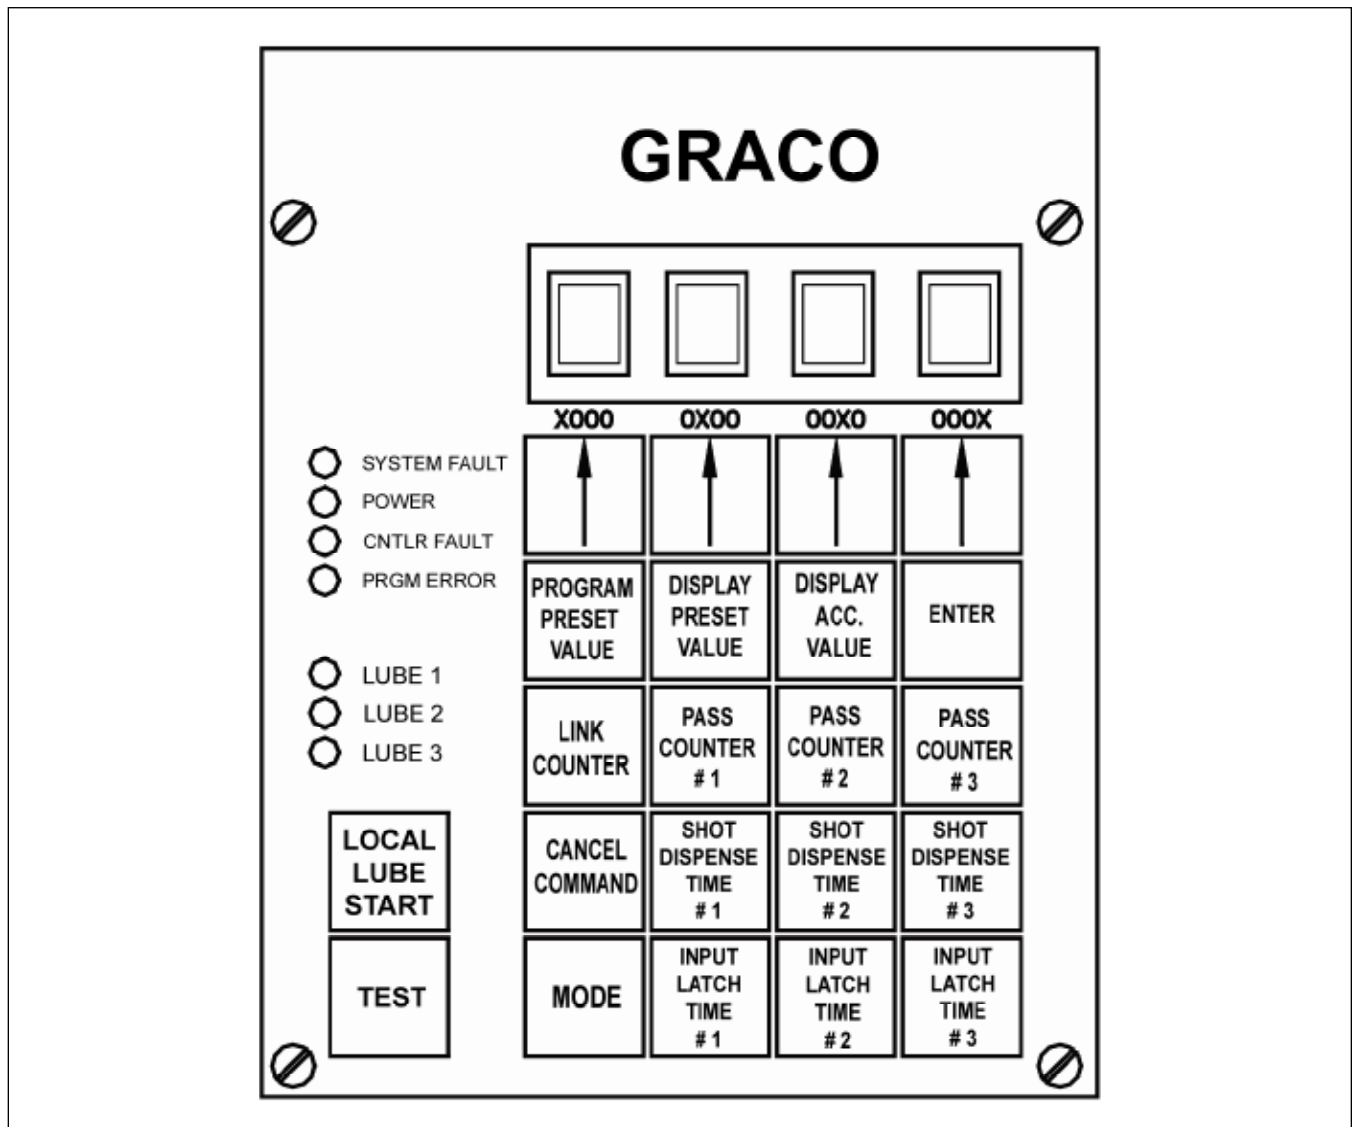 GRACO
X000 0X00 00X0 000X
SYSTEM FAULT
POWER
CNTLR FAULT
PRGM ERROR
LUBE 1
LUBE 2
LUBE 3
LOCAL
LUBE
START
TEST
PROGRAM
PRESET
VALUE
DISPLAY
PRESET
VALUE
DISPLAY
ACC.
VALUE
ENTER
LINK
COUNTER
PASS
COUNTER
# 1
PASS
COUNTER
# 2
PASS
COUNTER
# 3
CANCEL
COMMAND
SHOT
DISPENSE
TIME
# 1
SHOT
DISPENSE
TIME
# 2
SHOT
DISPENSE
TIME
# 3
MODE
INPUT
LATCH
TIME
# 1
INPUT
LATCH
TIME
# 2
INPUT
LATCH
TIME
# 3